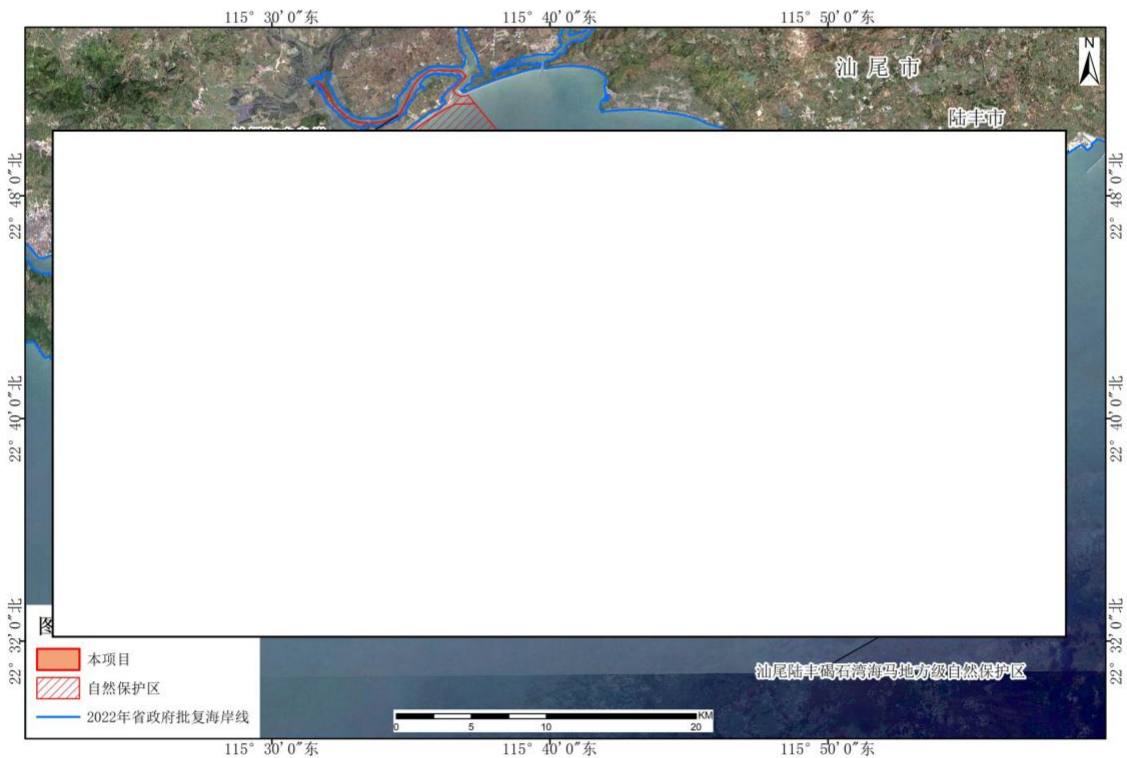 115° 30′0″东
115° 40′0″东
115° 50′0″东
N
汕尾市
陆丰市
22° 48′0″北
22° 48′0″北
22° 40′0″北
22° 40′0″北
22° 32′0″北
22° 32′0″北
图
本项目
自然保护区
2022年省政府批复海岸线
汕尾陆丰碣石湾海马地方级自然保护区
KM
0 5 10 20
115° 30′0″东
115° 40′0″东
115° 50′0″东